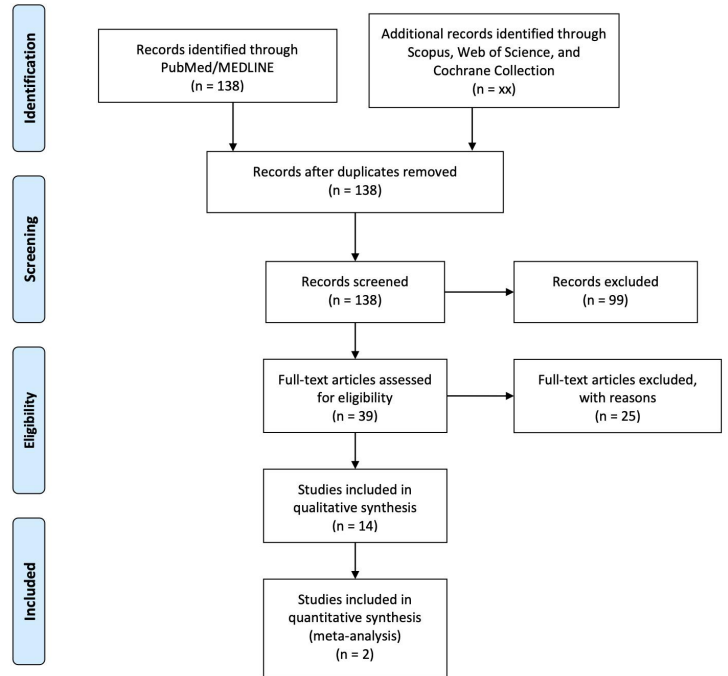 Identification
Records identified through
PubMed/MEDLINE
(n = 138)
Additional records identified through
Scopus, Web of Science, and
Cochrane Collection
(n = xx)
Records after duplicates removed
(n = 138)
Screening
Records screened
(n = 138)
Records excluded
(n = 99)
Eligibility
Full-text articles assessed
for eligibility
(n = 39)
Full-text articles excluded,
with reasons
(n = 25)
Studies included in
qualitative synthesis
(n = 14)
Included
Studies included in
quantitative synthesis
(meta-analysis)
(n = 2)